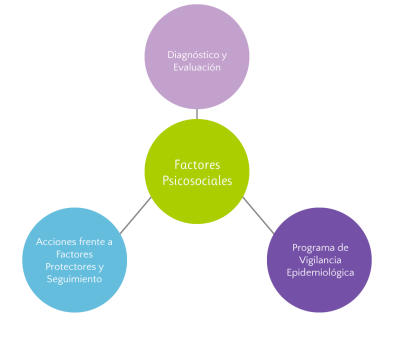 Diagnóstico y
Evaluación
Factores
Psicosociales
Acciones frente a
Factores
Protectores y
Seguimiento
Programa de
Vigilancia
Epidemiológica